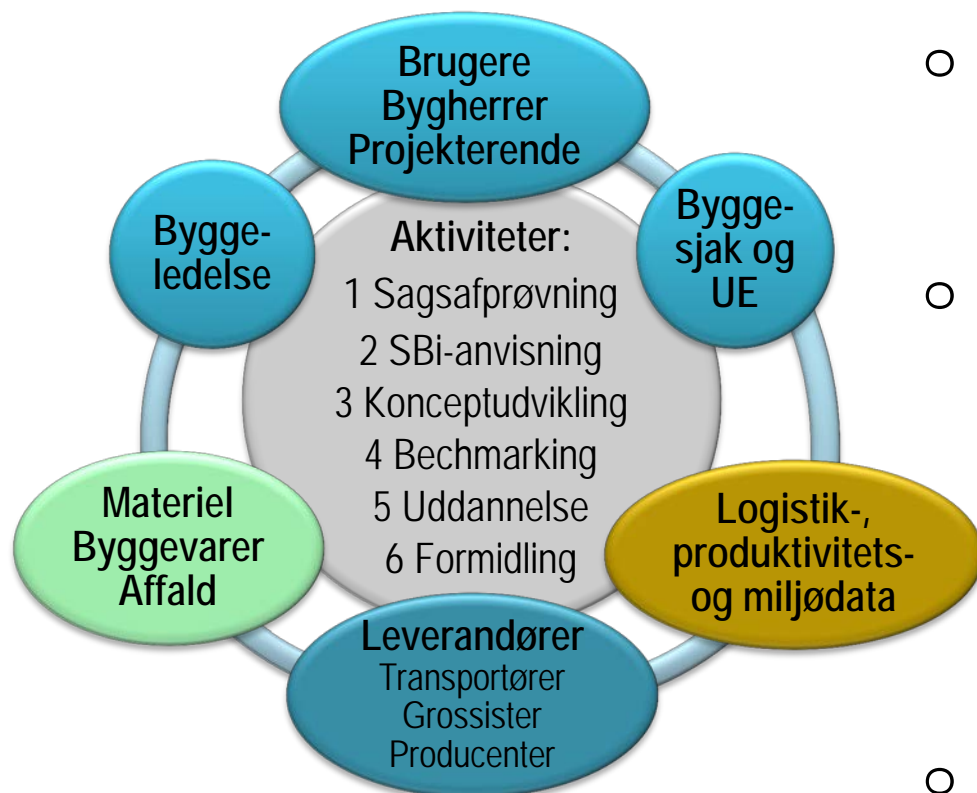 Brugere
Bygherrer
Projekterende
Bygge-
ledelse
Bygge-
sjak og
UE
Aktiviteter:
1 Sagsafprøvning
2 SBi-anvisning
3 Konceptudvikling
4 Bechmarking
5 Uddannelse
6 Formidling
Materiel
Byggevarer
Affald
Logistik-,
produktivitets-
og miljødata
Leverandører
Transportører
Grossister
Producenter